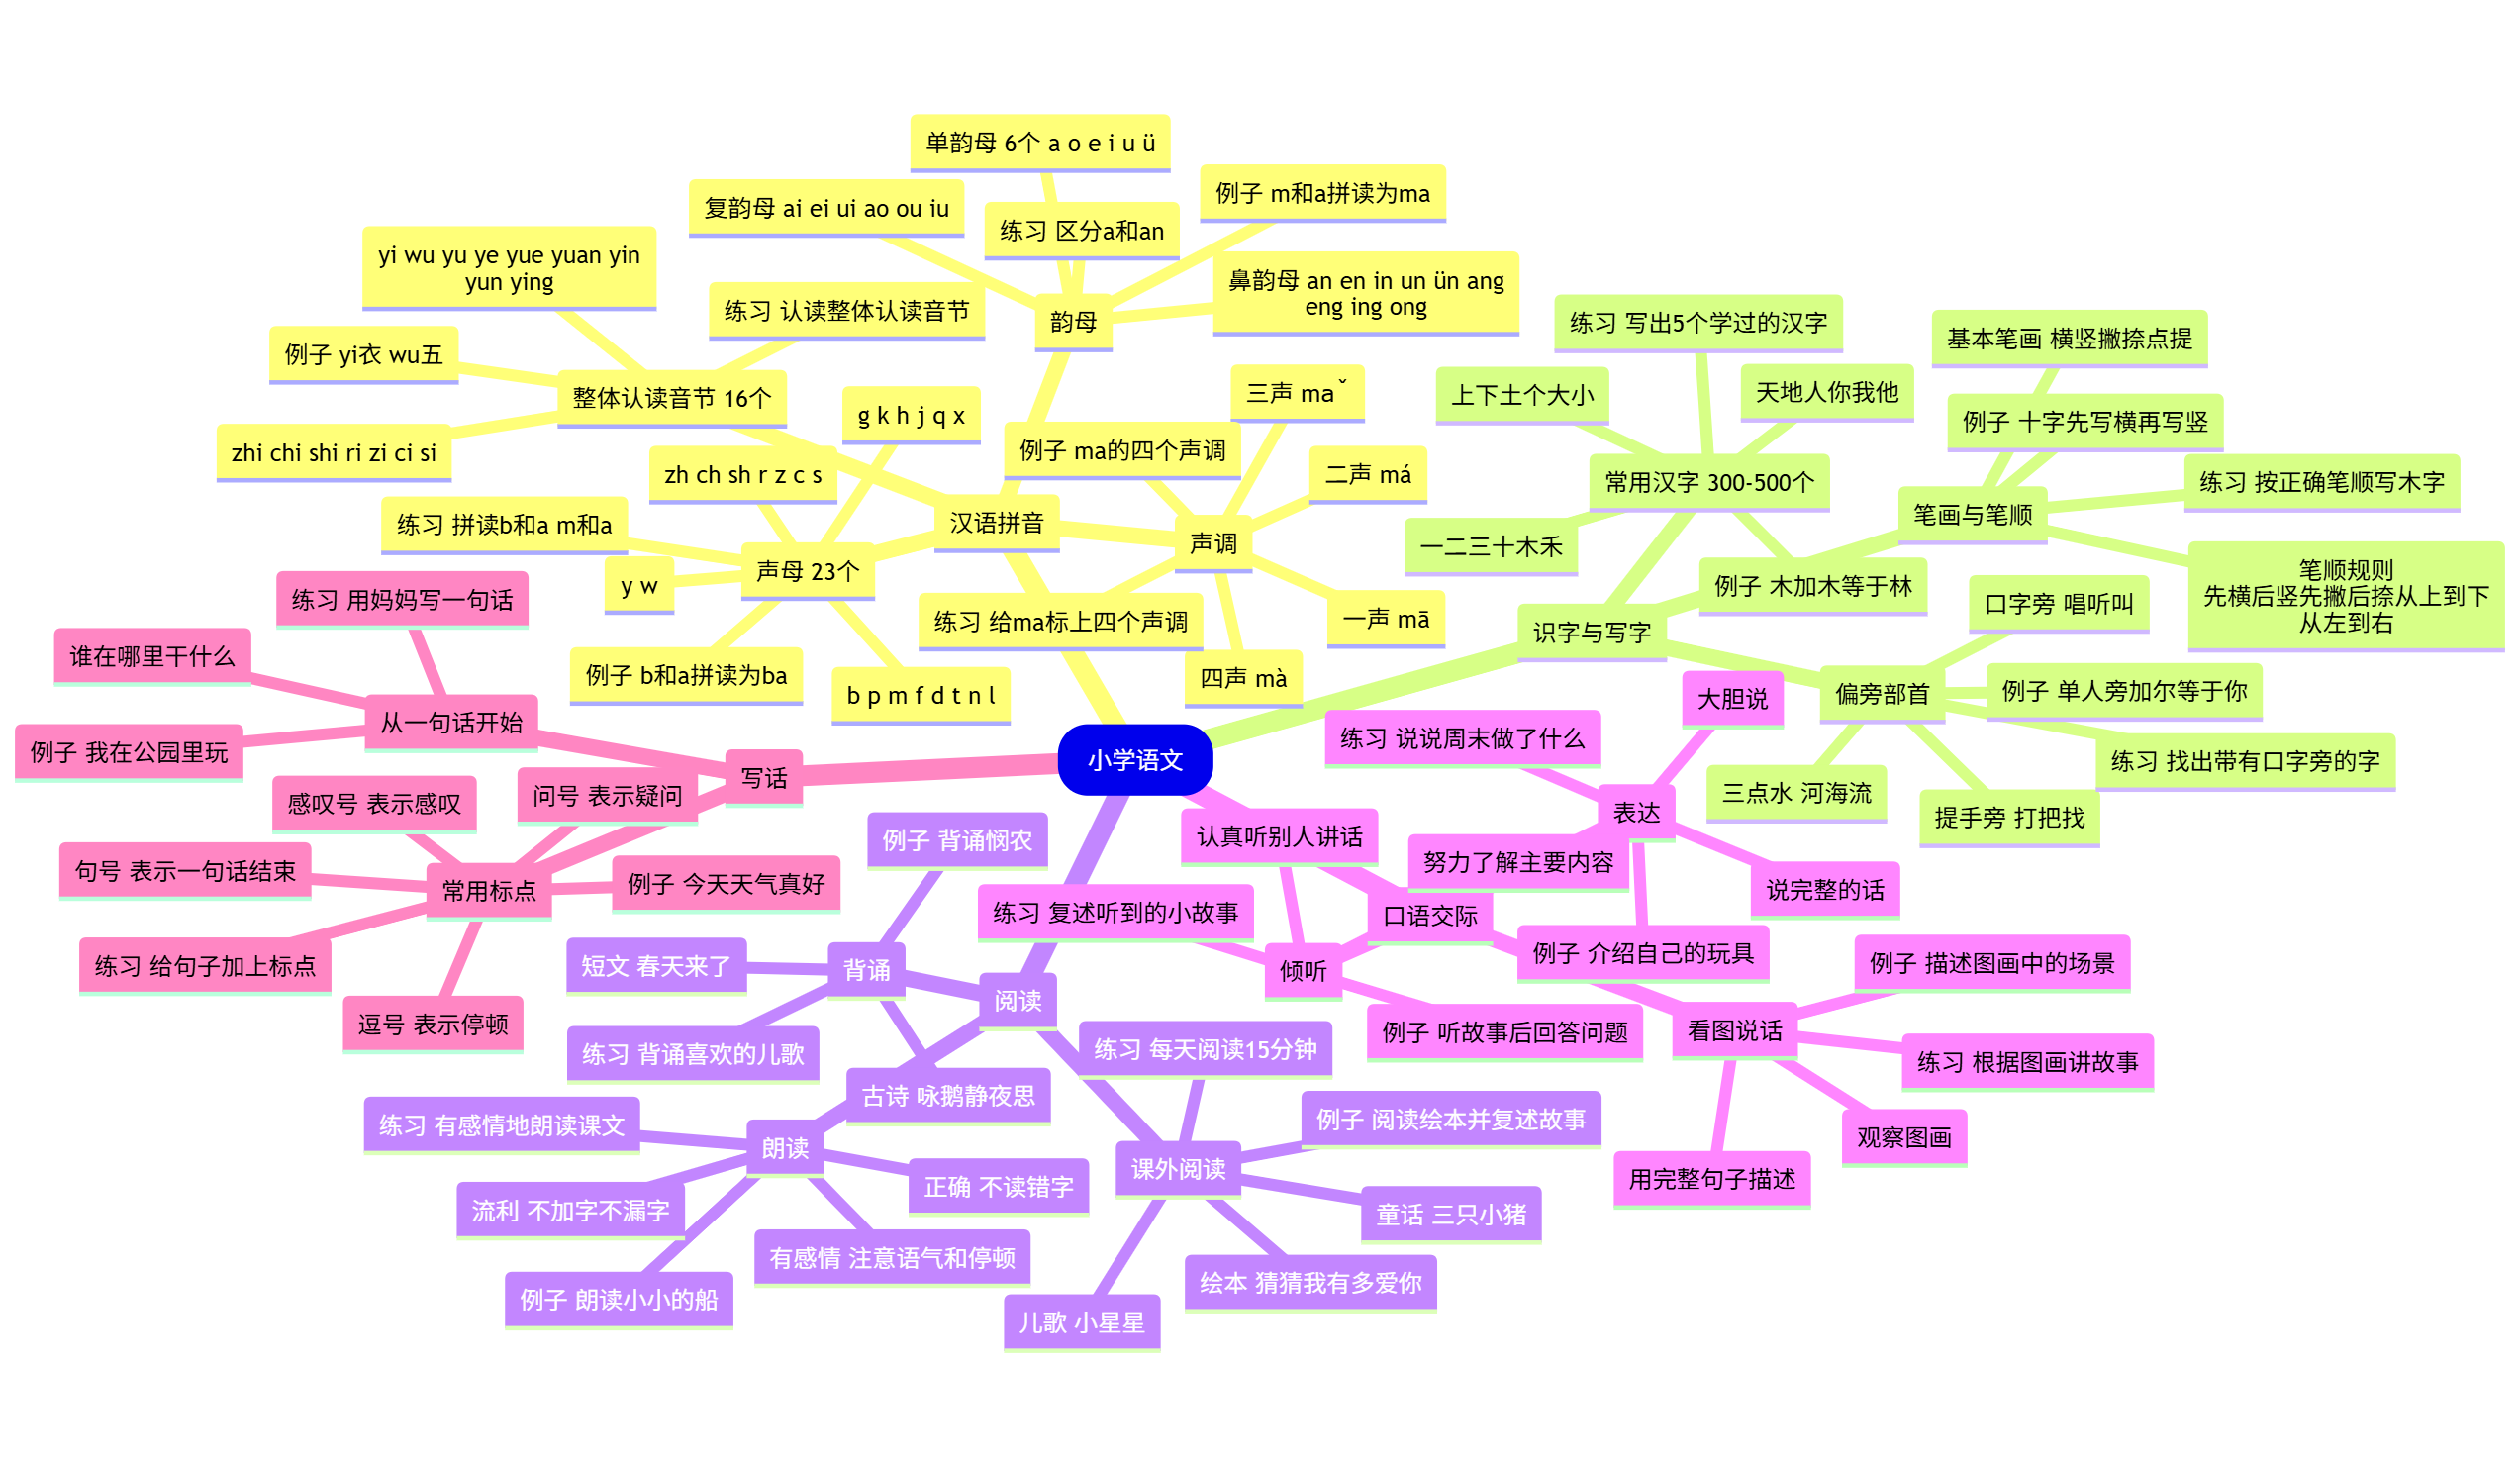 小学语文
汉语拼音
声母 23个
b p m f d t n l
g k h j q x
zh ch sh r z c s
y w
例子 b和a拼读为ba
练习 拼读b和a m和a
韵母
单韵母 6个 a o e i u ü
复韵母 ai ei ui ao ou iu
鼻韵母 an en in un ün ang
eng ing ong
例子 m和a拼读为ma
练习 区分a和an
整体认读音节 16个
zhi chi shi ri zi ci si
yi wu yu ye yue yuan yin
yun ying
例子 yi衣 wu五
练习 认读整体认读音节
声调
一声 mā
二声 má
三声 maˇ
四声 mà
例子 ma的四个声调
练习 给ma标上四个声调
识字与写字
常用汉字 300-500个
一二三十木禾
上下土个大小
天地人你我他
例子 木加木等于林
练习 写出5个学过的汉字
笔画与笔顺
基本笔画 横竖撇捺点提
笔顺规则
先横后竖先撇后捺从上到下
从左到右
例子 十字先写横再写竖
练习 按正确笔顺写木字
偏旁部首
口字旁 唱听叫
三点水 河海流
提手旁 打把找
例子 单人旁加尔等于你
练习 找出带有口字旁的字
口语交际
倾听
认真听别人讲话
努力了解主要内容
例子 听故事后回答问题
练习 复述听到的小故事
表达
大胆说
说完整的话
例子 介绍自己的玩具
练习 说说周末做了什么
看图说话
观察图画
用完整句子描述
例子 描述图画中的场景
练习 根据图画讲故事
阅读
朗读
正确 不读错字
流利 不加字不漏字
有感情 注意语气和停顿
例子 朗读小小的船
练习 有感情地朗读课文
背诵
古诗 咏鹅静夜思
短文 春天来了
例子 背诵悯农
练习 背诵喜欢的儿歌
课外阅读
绘本 猜猜我有多爱你
童话 三只小猪
儿歌 小星星
例子 阅读绘本并复述故事
练习 每天阅读15分钟
写话
从一句话开始
谁在哪里干什么
例子 我在公园里玩
练习 用妈妈写一句话
常用标点
句号 表示一句话结束
逗号 表示停顿
问号 表示疑问
感叹号 表示感叹
例子 今天天气真好
练习 给句子加上标点